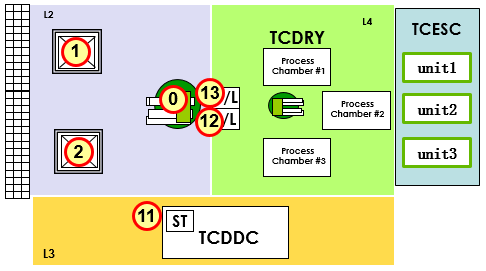 L2
L4
TCDRY
TCESC
1
Process
Chamber #1
unit1
0
13
/L
12
/L
Process
Chamber #2
unit2
2
Process
Chamber #3
unit3
11
ST
TCDDC
L3